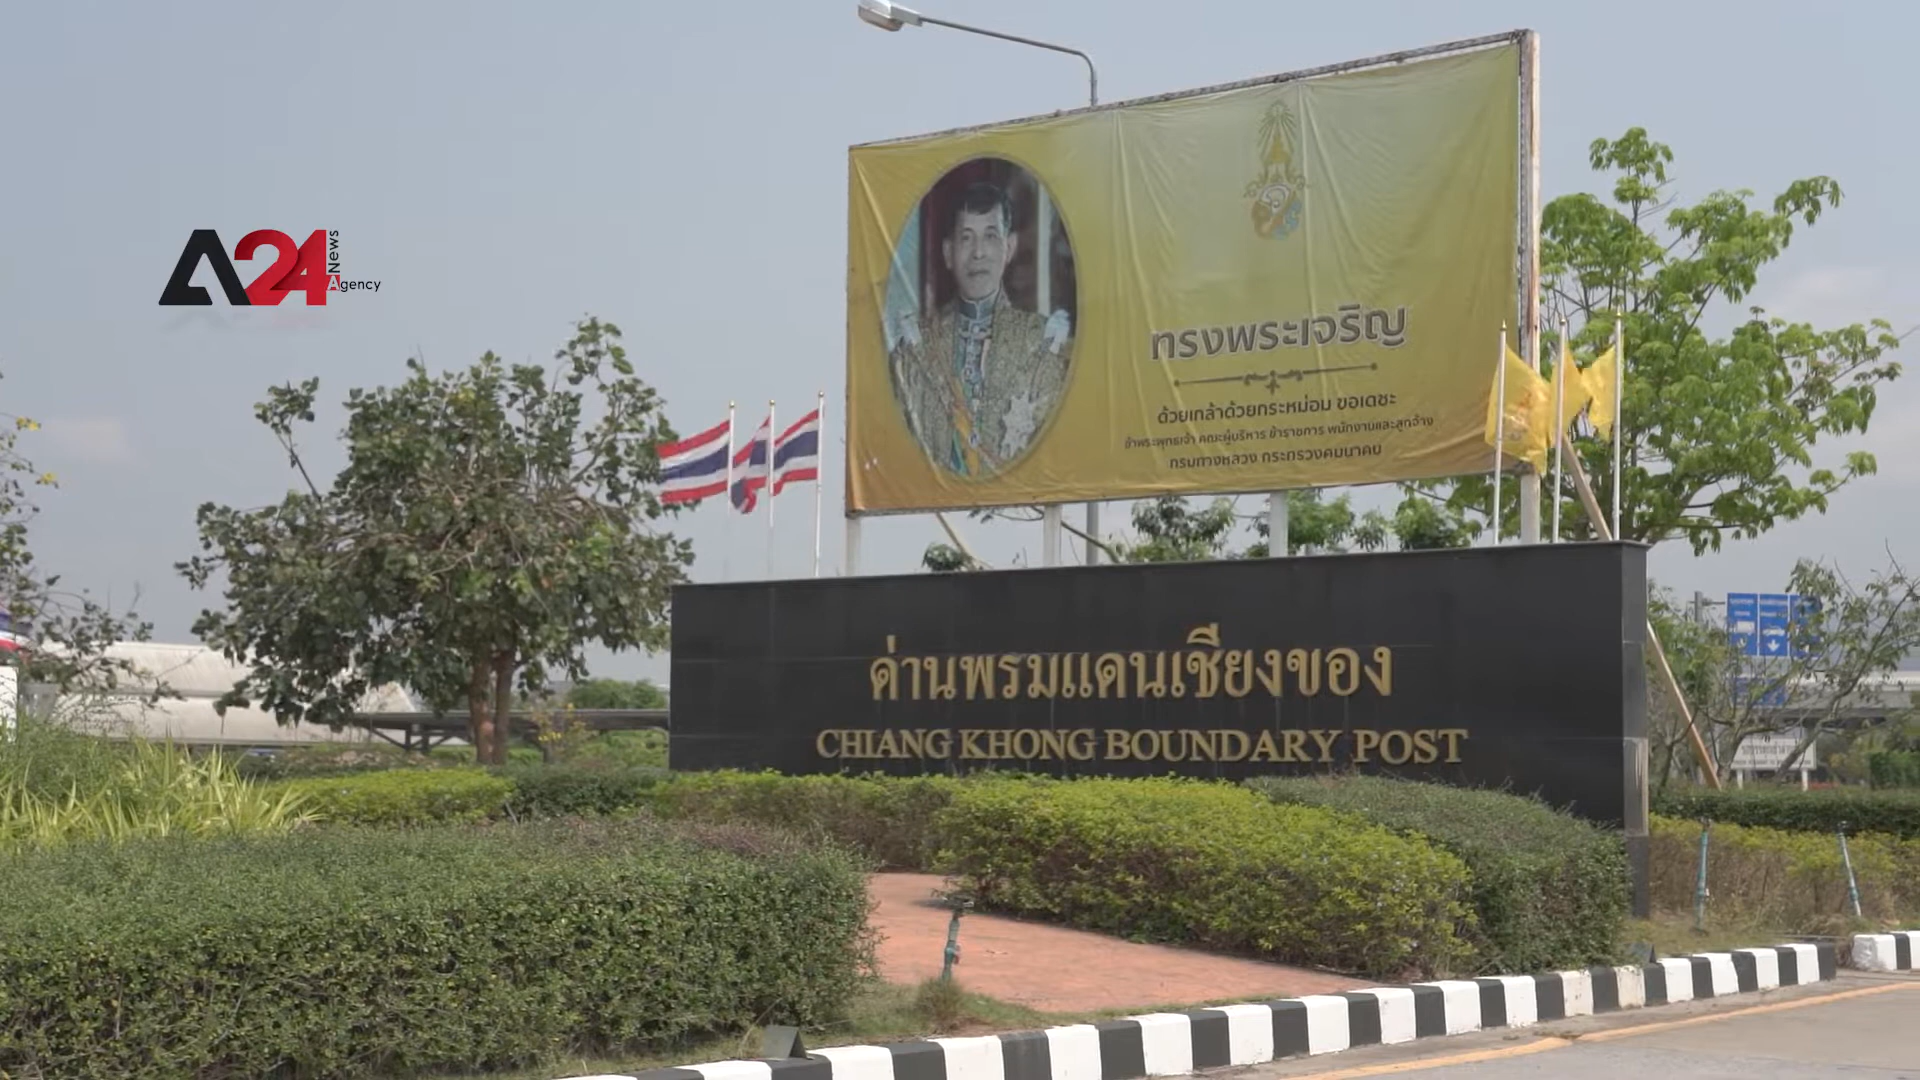 A24 News Agency
ทรงพระเจริญ
ด้วยเกล้าด้วยกระหม่อม ขอเดชะ
ข้าพระพุทธเจ้า คณะผู้บริหาร ข้าราชการ พนักงานและลูกจ้าง
กรมทางหลวง กระทรวงคมนาคม
ด่านพรมแดนเชียงของ
CHIANG KHONG BOUNDARY POST